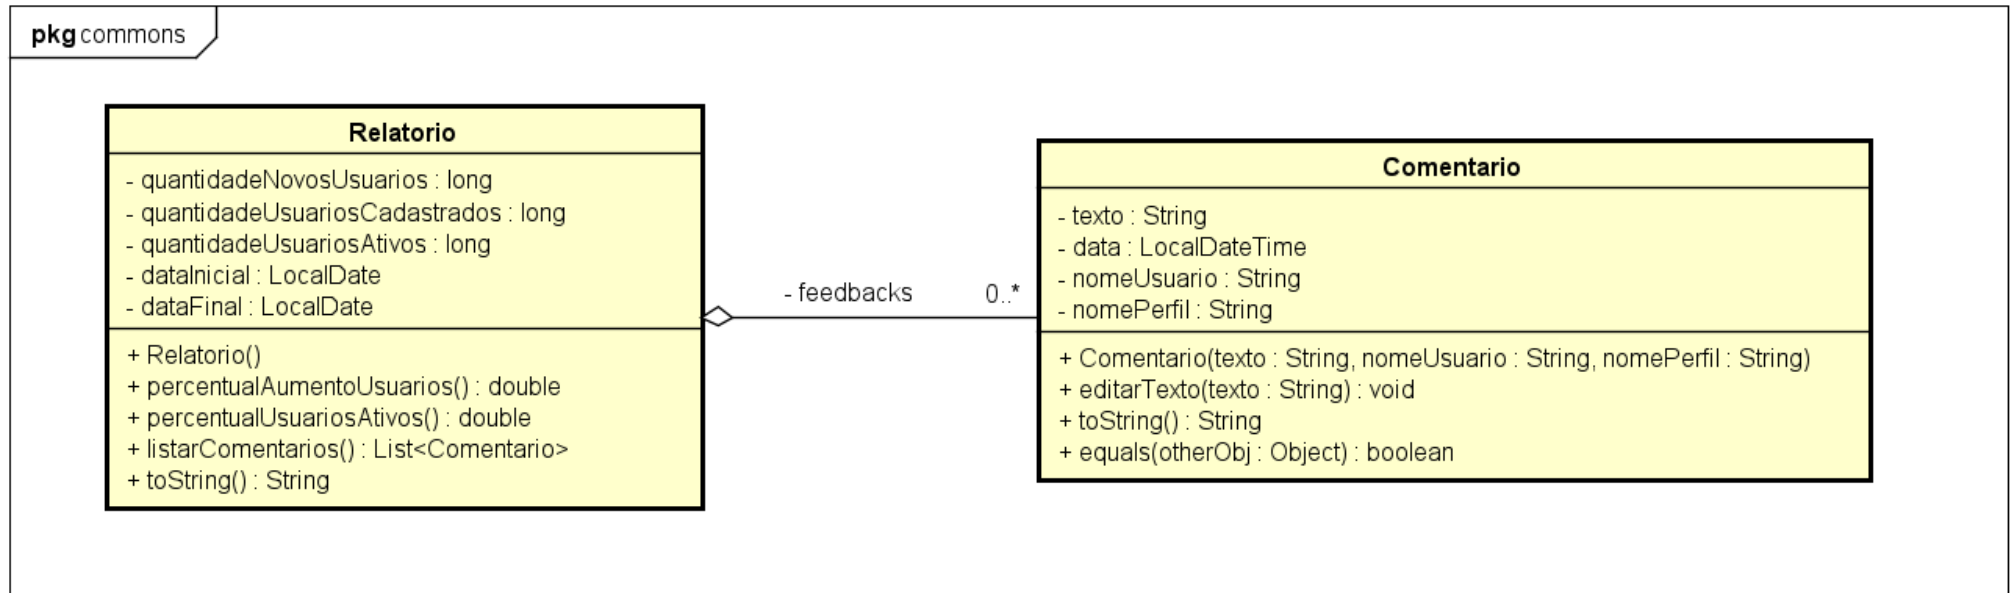 pkg commons
Relatorio
- quantidadeNovosUsuarios : long
- quantidadeUsuariosCadastrados : long
- quantidadeUsuariosAtivos : long
- dataInicial : LocalDate
- dataFinal : LocalDate
+ Relatorio()
+ percentualAumentoUsuarios() : double
+ percentualUsuariosAtivos() : double
+ listarComentarios() : List<Comentario>
+ toString() : String
- feedbacks
0..*
Comentario
- texto : String
- data : LocalDateTime
- nomeUsuario : String
- nomePerfil : String
+ Comentario(texto : String, nomeUsuario : String, nomePerfil : String)
+ editarTexto(texto : String) : void
+ toString() : String
+ equals(otherObj : Object) : boolean